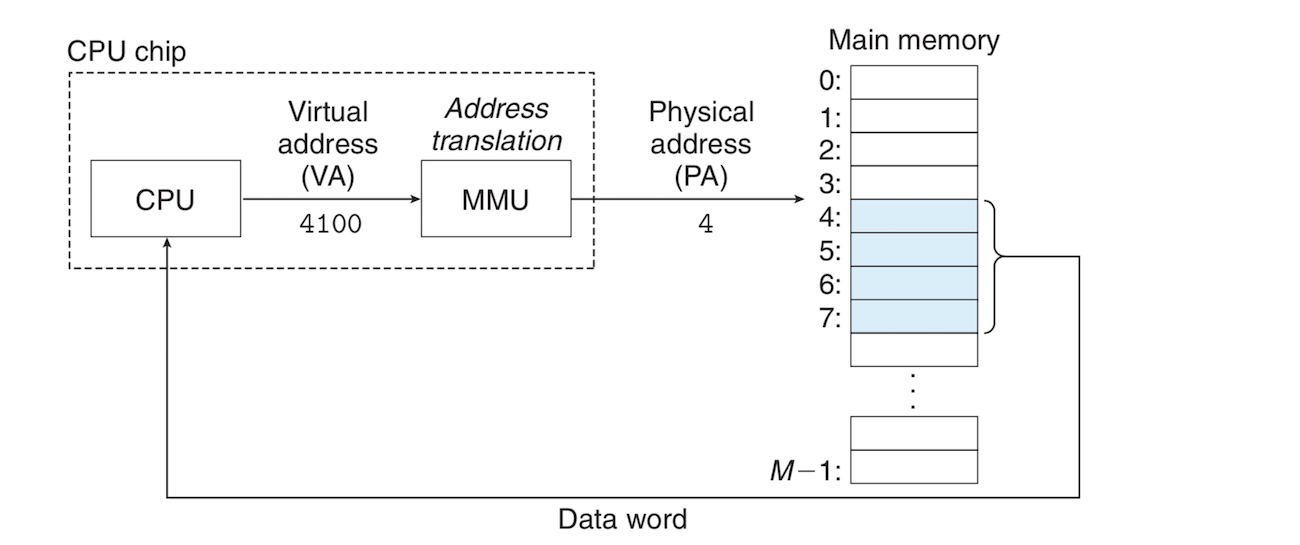 CPU chip
Virtual
address
(VA)
4100
Address
translation
CPU
MMU
Physical
address
(PA)
4
Main memory
0:
1:
2:
3:
4:
5:
6:
7:
.
.
.
M−1:
Data word